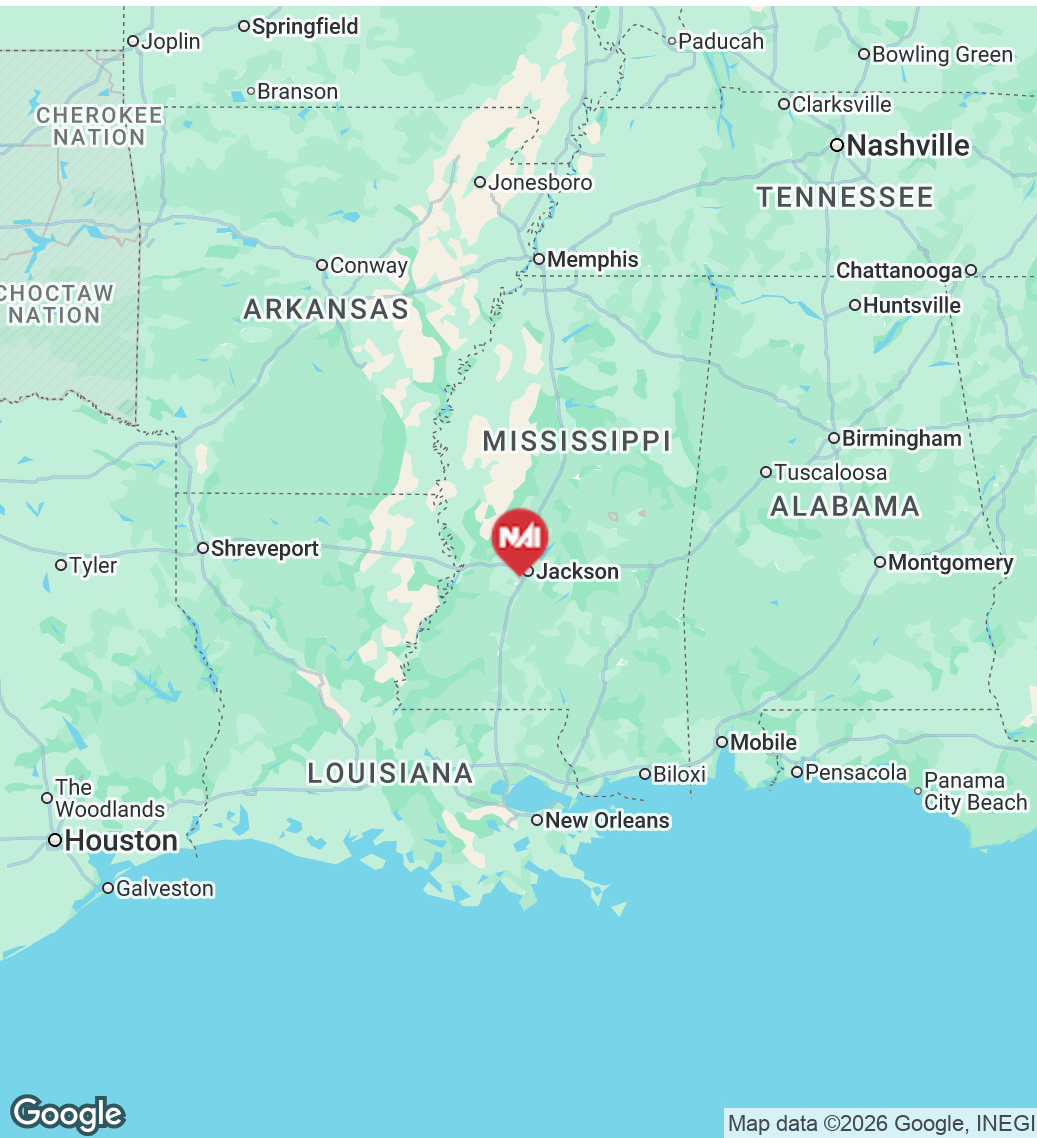 Springfield
Joplin
Paducah
Bowling Green
Branson
Clarksville
CHEROKEE
NATION
Nashville
Jonesboro
TENNESSEE
Memphis
Conway
Chattanooga
CHOCTAW
NATION
ARKANSAS
Huntsville
MISSISSIPPI
Birmingham
Tuscaloosa
ALABAMA
NAI
Shreveport
Tyler
Jackson
Montgomery
Mobile
LOUISIANA
Biloxi
Pensacola
Panama
City Beach
The
Woodlands
New Orleans
Houston
Galveston
Google
Map data ©2026 Google, INEGI